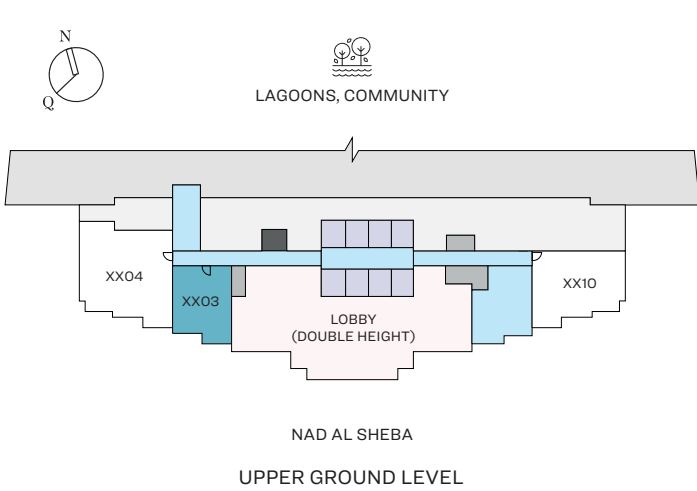 N
Q
LAGOONS, COMMUNITY
XX04
XX03
XX10
LOBBY
(DOUBLE HEIGHT)
NAD AL SHEBA
UPPER GROUND LEVEL